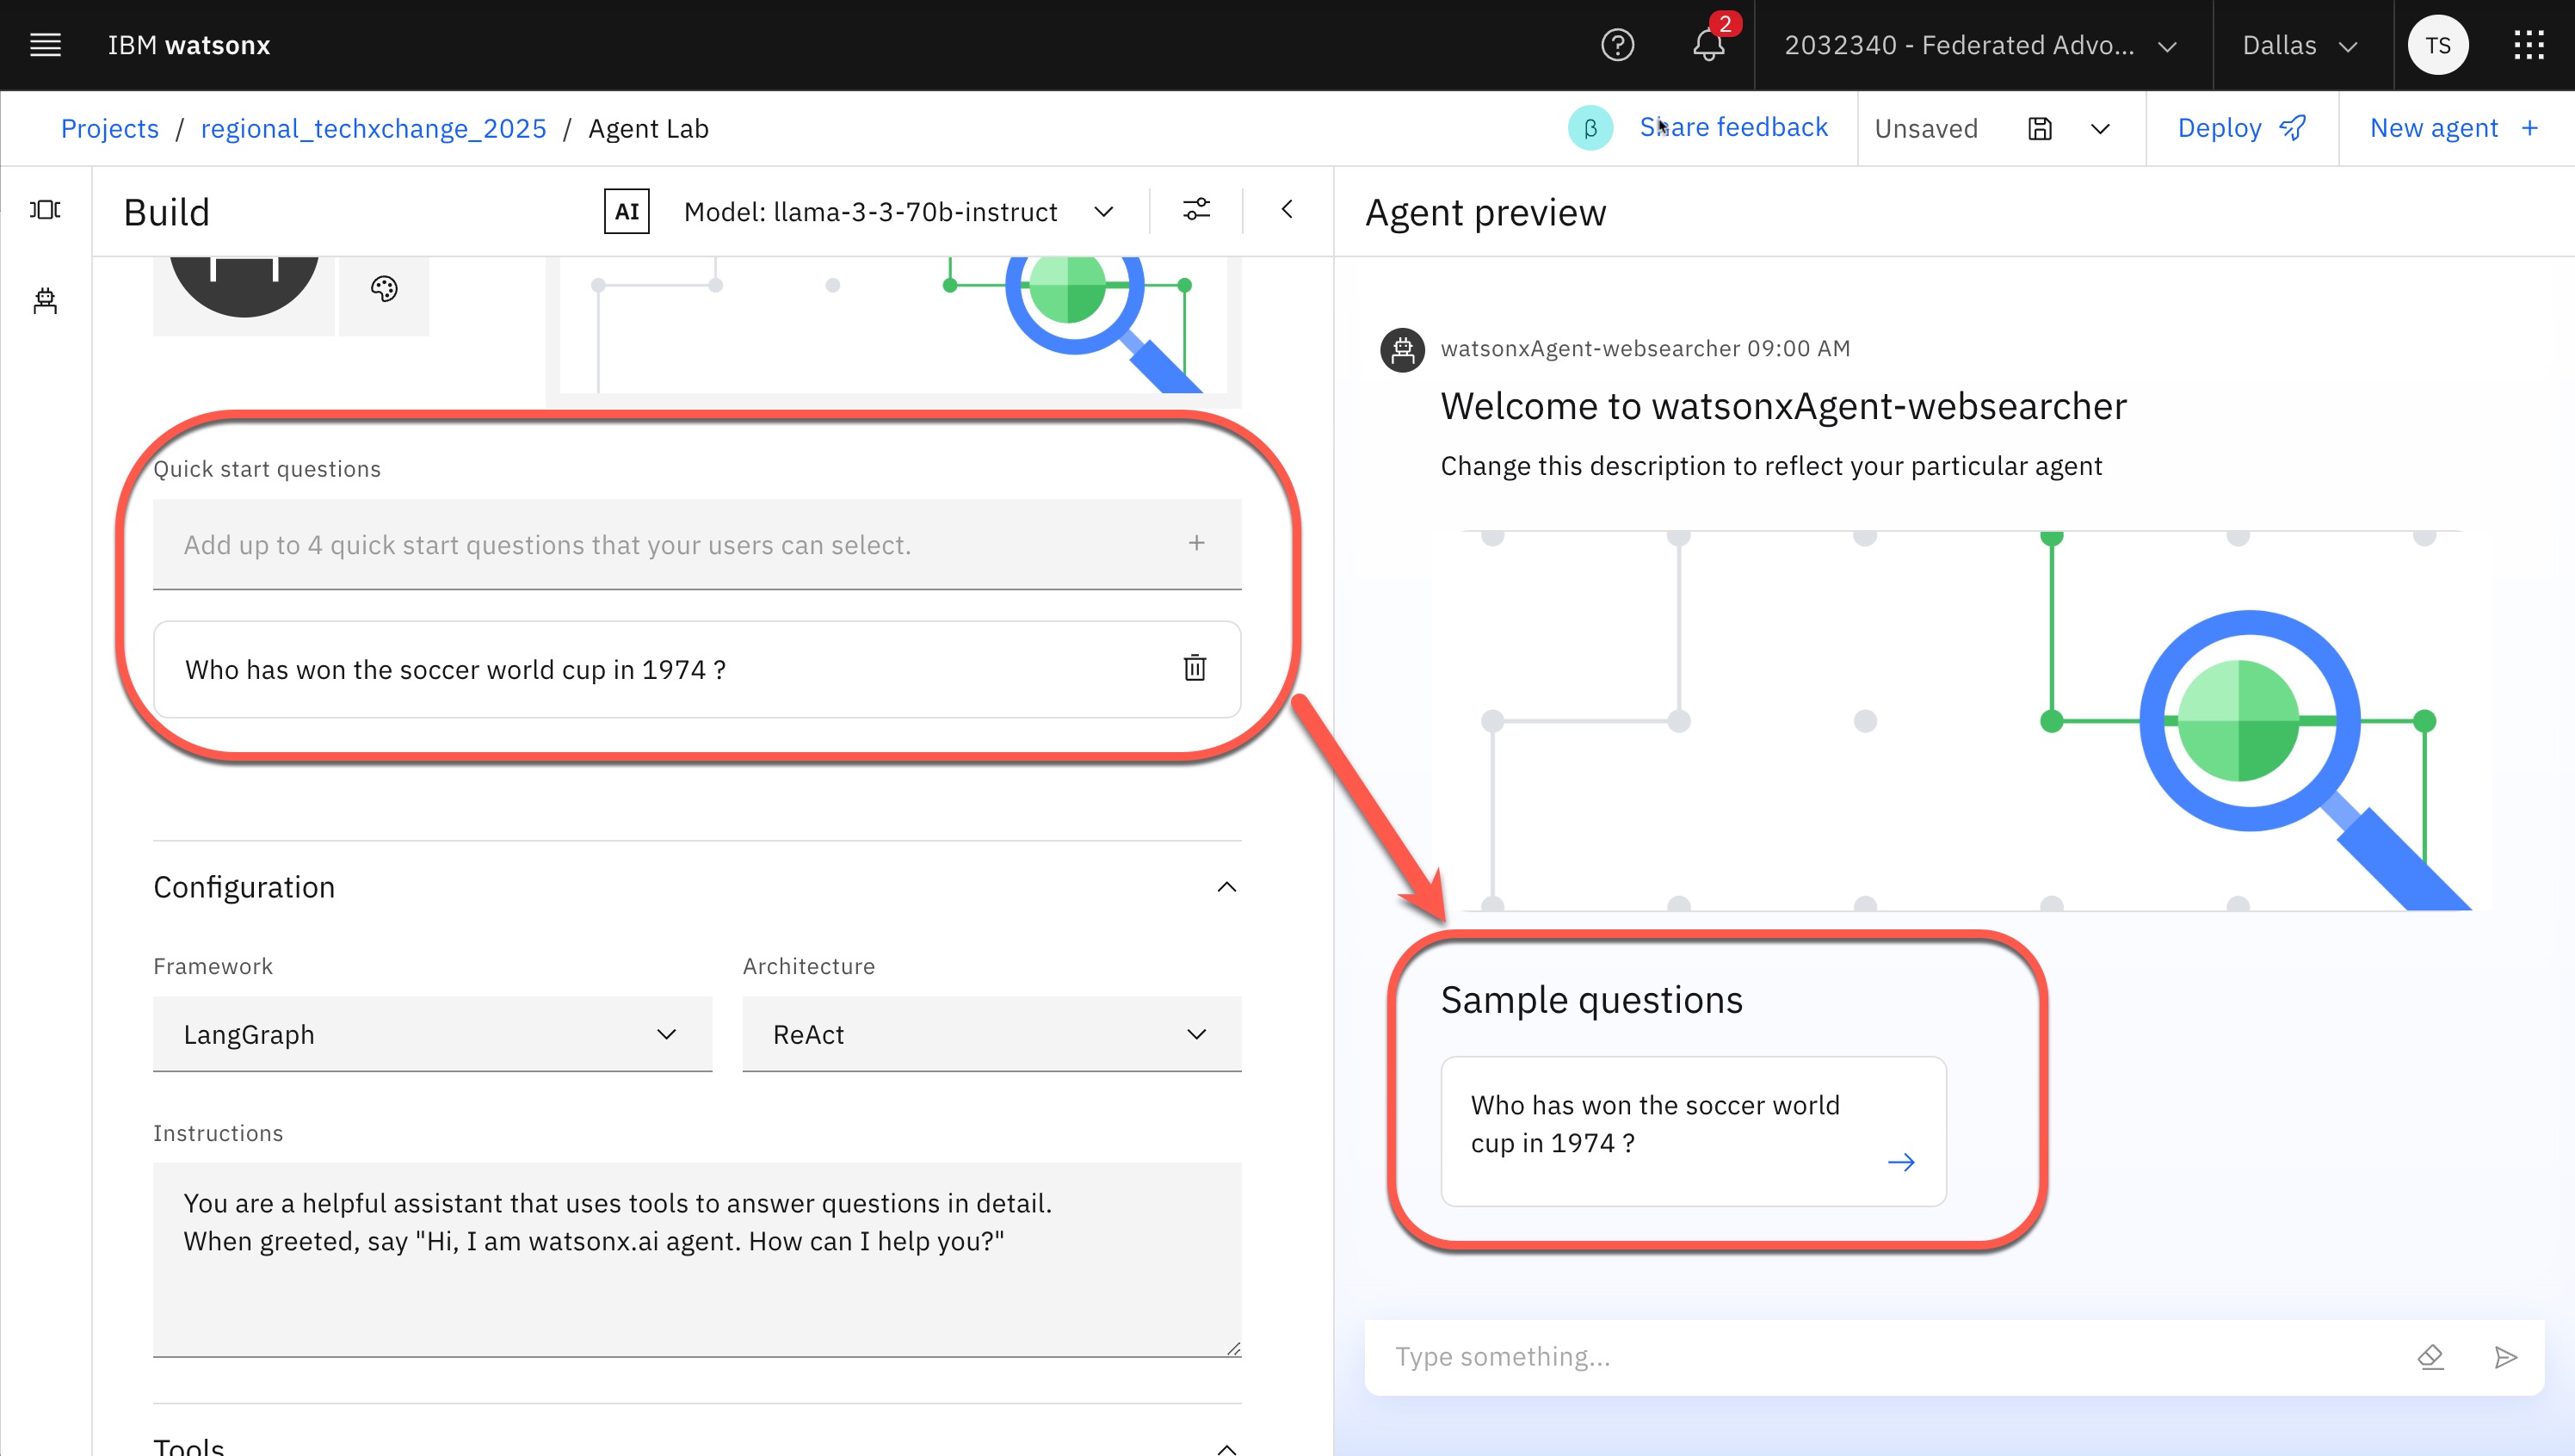 IBM watsonx
2
2032340 - Federated Advo...
Dallas
TS
Projects / regional_techxchange_2025 / Agent Lab
β
Share feedback
Unsaved
Deploy
New agent +
Build
AI
Model: llama-3-3-70b-instruct
Agent preview
Quick start questions
Add up to 4 quick start questions that your users can select.
Who has won the soccer world cup in 1974 ?
Configuration
Framework
Architecture
LangGraph
ReAct
Instructions
You are a helpful assistant that uses tools to answer questions in detail.
When greeted, say "Hi, I am watsonx.ai agent. How can I help you?"
Tools
watsonxAgent-websearcher 09:00 AM
Welcome to watsonxAgent-websearcher
Change this description to reflect your particular agent
Sample questions
Who has won the soccer world
cup in 1974 ?
Type something...